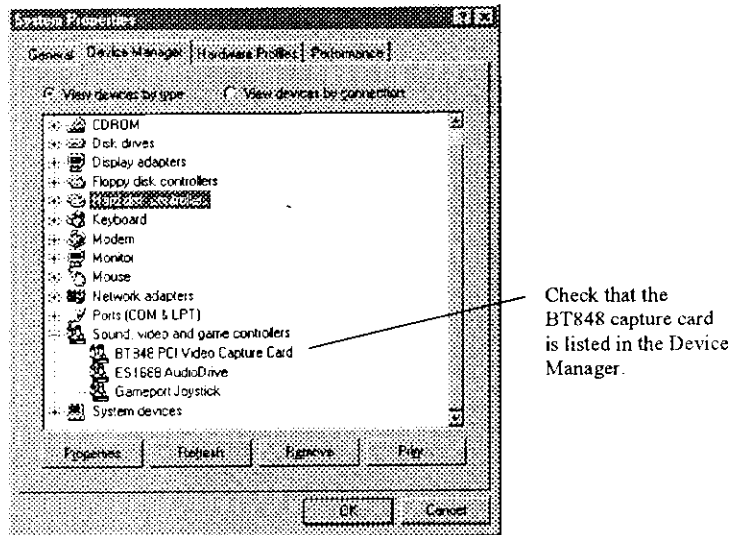 System Properties
General Device Manager Hardware Profiles Performance
View devices by type View devices by connection
CDROM
Disk drives
Display adapters
Floppy disk controllers
Hard disk controllers
Keyboard
Modem
Monitor
Mouse
Network adapters
Ports (COM & LPT)
Sound, video and game controllers
BT848 PCI Video Capture Card
ES1688 AudioDrive
Gameport Joystick
System devices
Properties Refresh Remove Print
OK Cancel
Check that the
BT848 capture card
is listed in the Device
Manager.